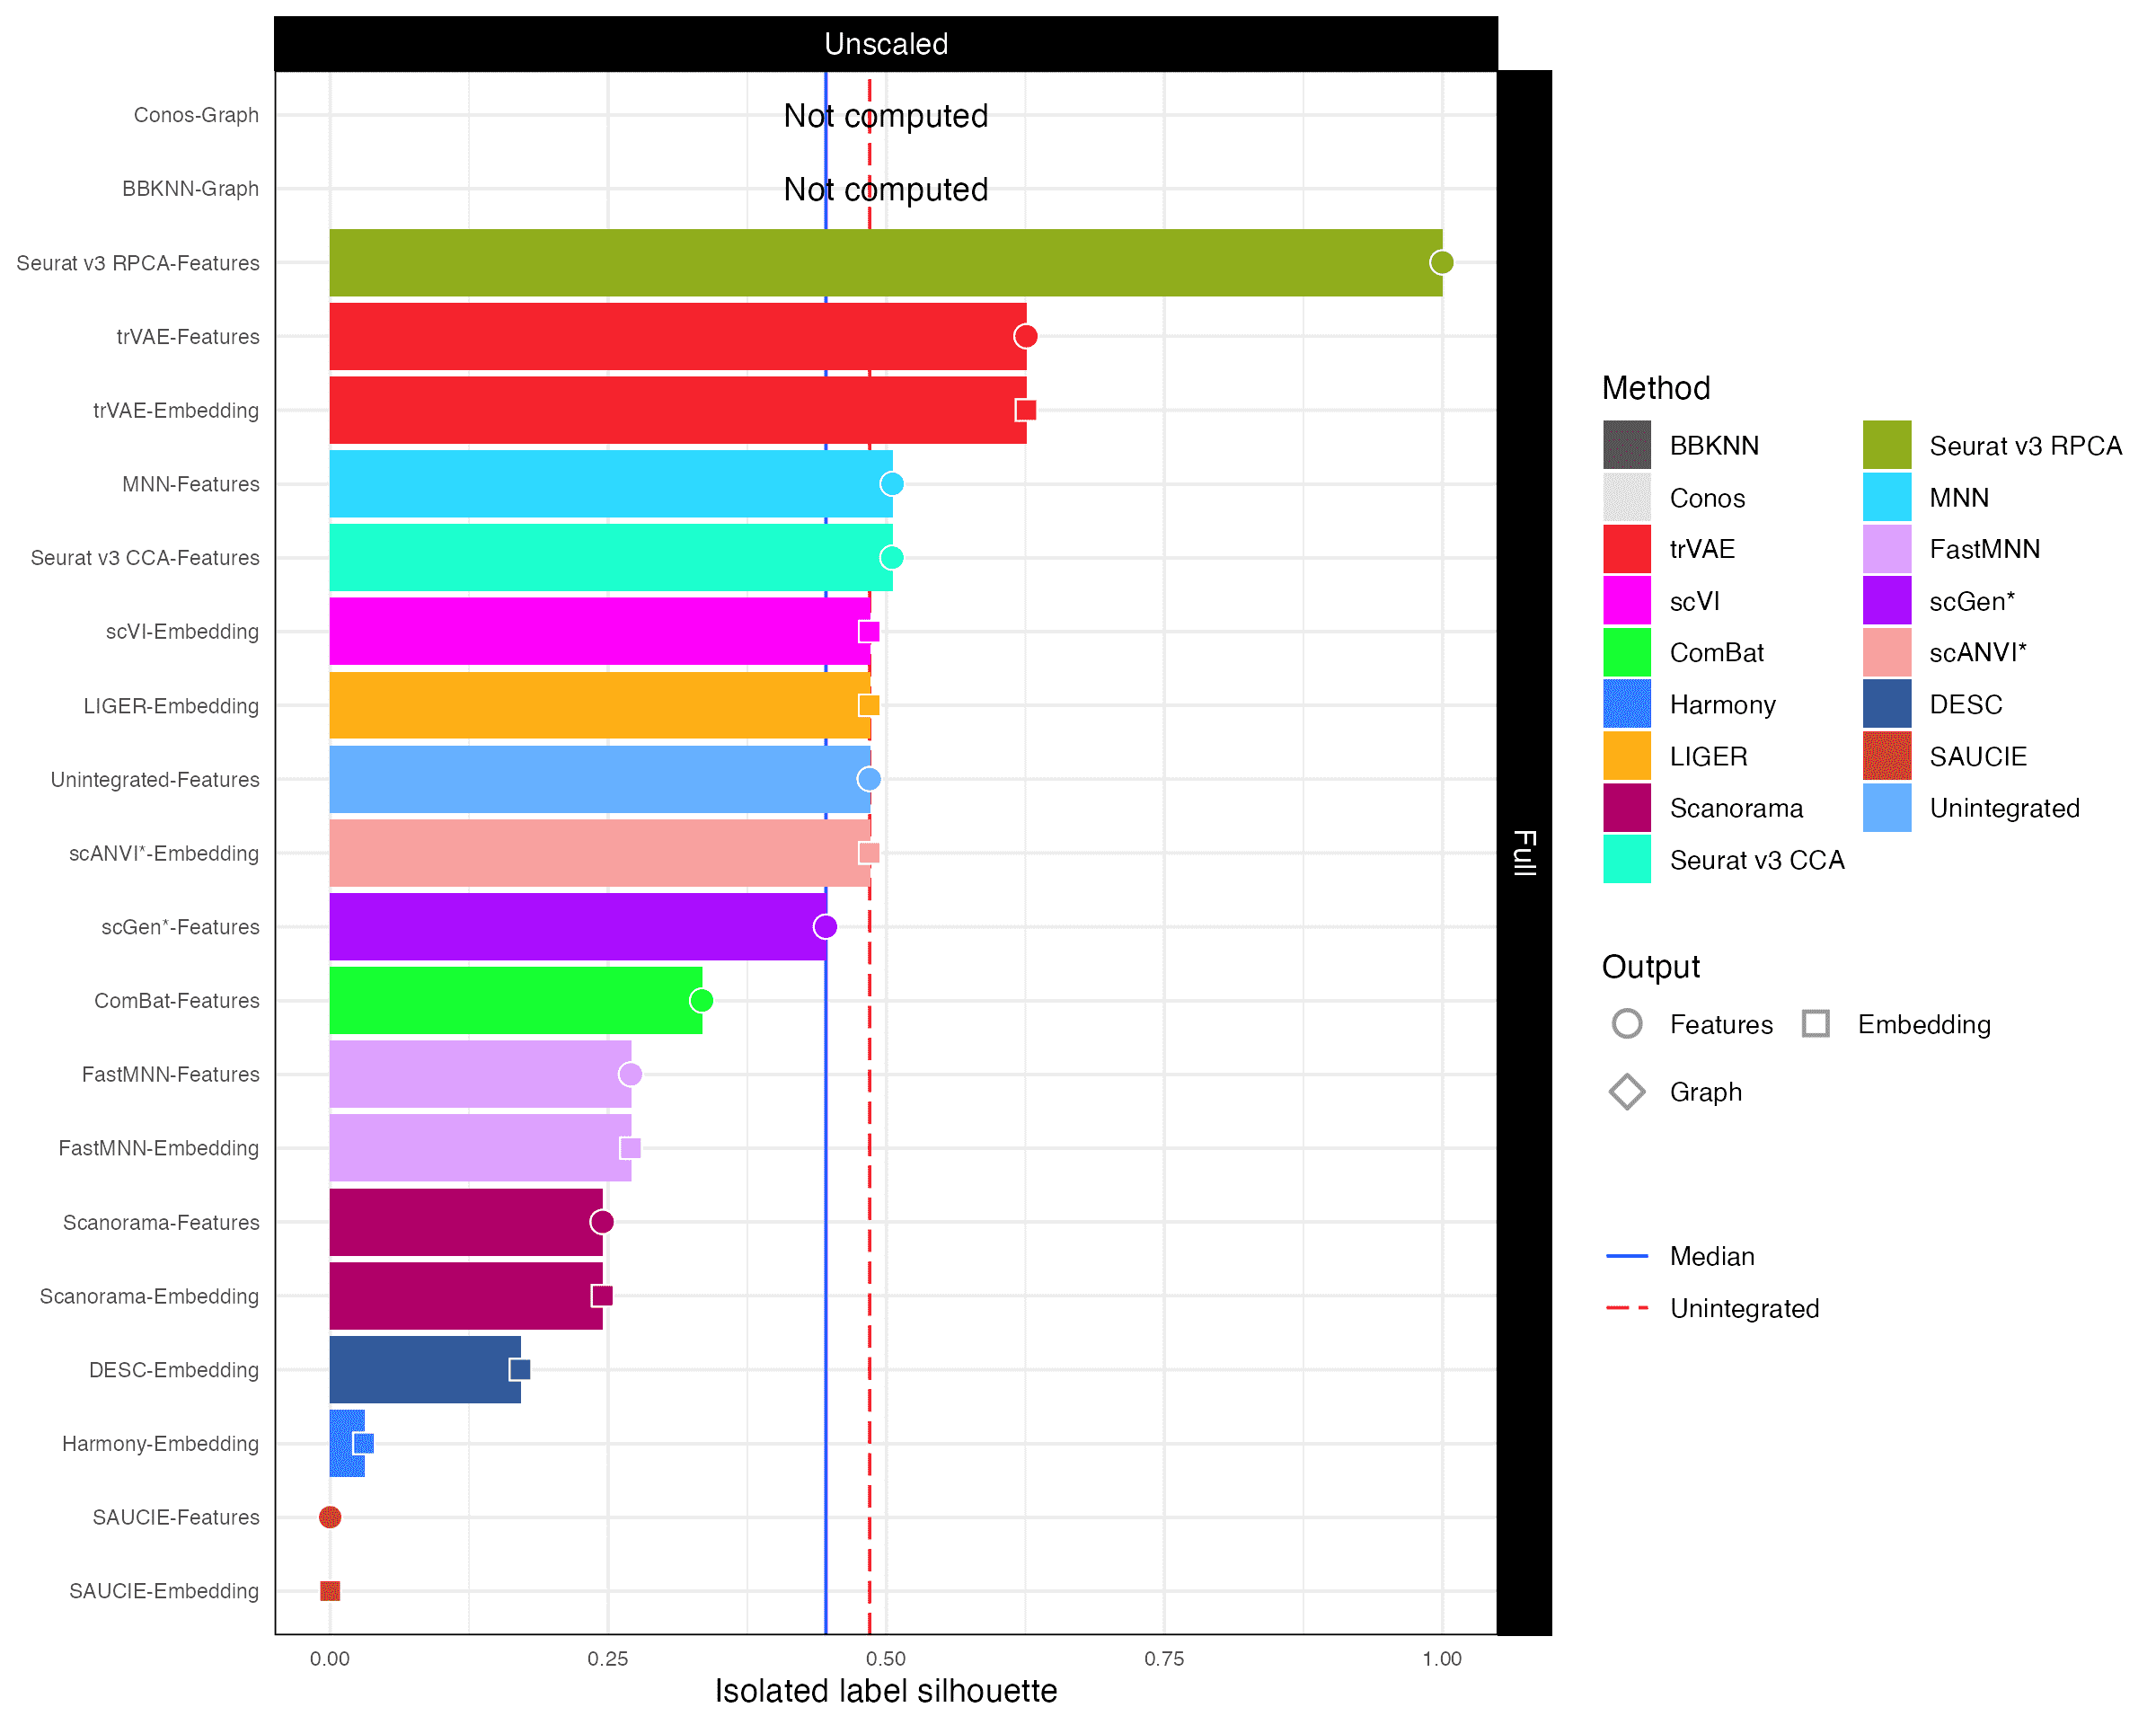 Unscaled
Conos-Graph
Not computed
BBKNN-Graph
Not computed
Seurat v3 RPCA-Features
trVAE-Features
trVAE-Embedding
MNN-Features
Seurat v3 CCA-Features
scVI-Embedding
LIGER-Embedding
Unintegrated-Features
scANVI*-Embedding
scGen*-Features
ComBat-Features
FastMNN-Features
FastMNN-Embedding
Scanorama-Features
Scanorama-Embedding
DESC-Embedding
Harmony-Embedding
SAUCIE-Features
SAUCIE-Embedding
0.00 0.25 0.50 0.75 1.00
Isolated label silhouette
Full
Method
BBKNN
Conos
trVAE
scVI
ComBat
Harmony
LIGER
Scanorama
Seurat v3 CCA
Seurat v3 RPCA
MNN
FastMNN
scGen*
scANVI*
DESC
SAUCIE
Unintegrated
Output
Features
Embedding
Graph
Median
Unintegrated